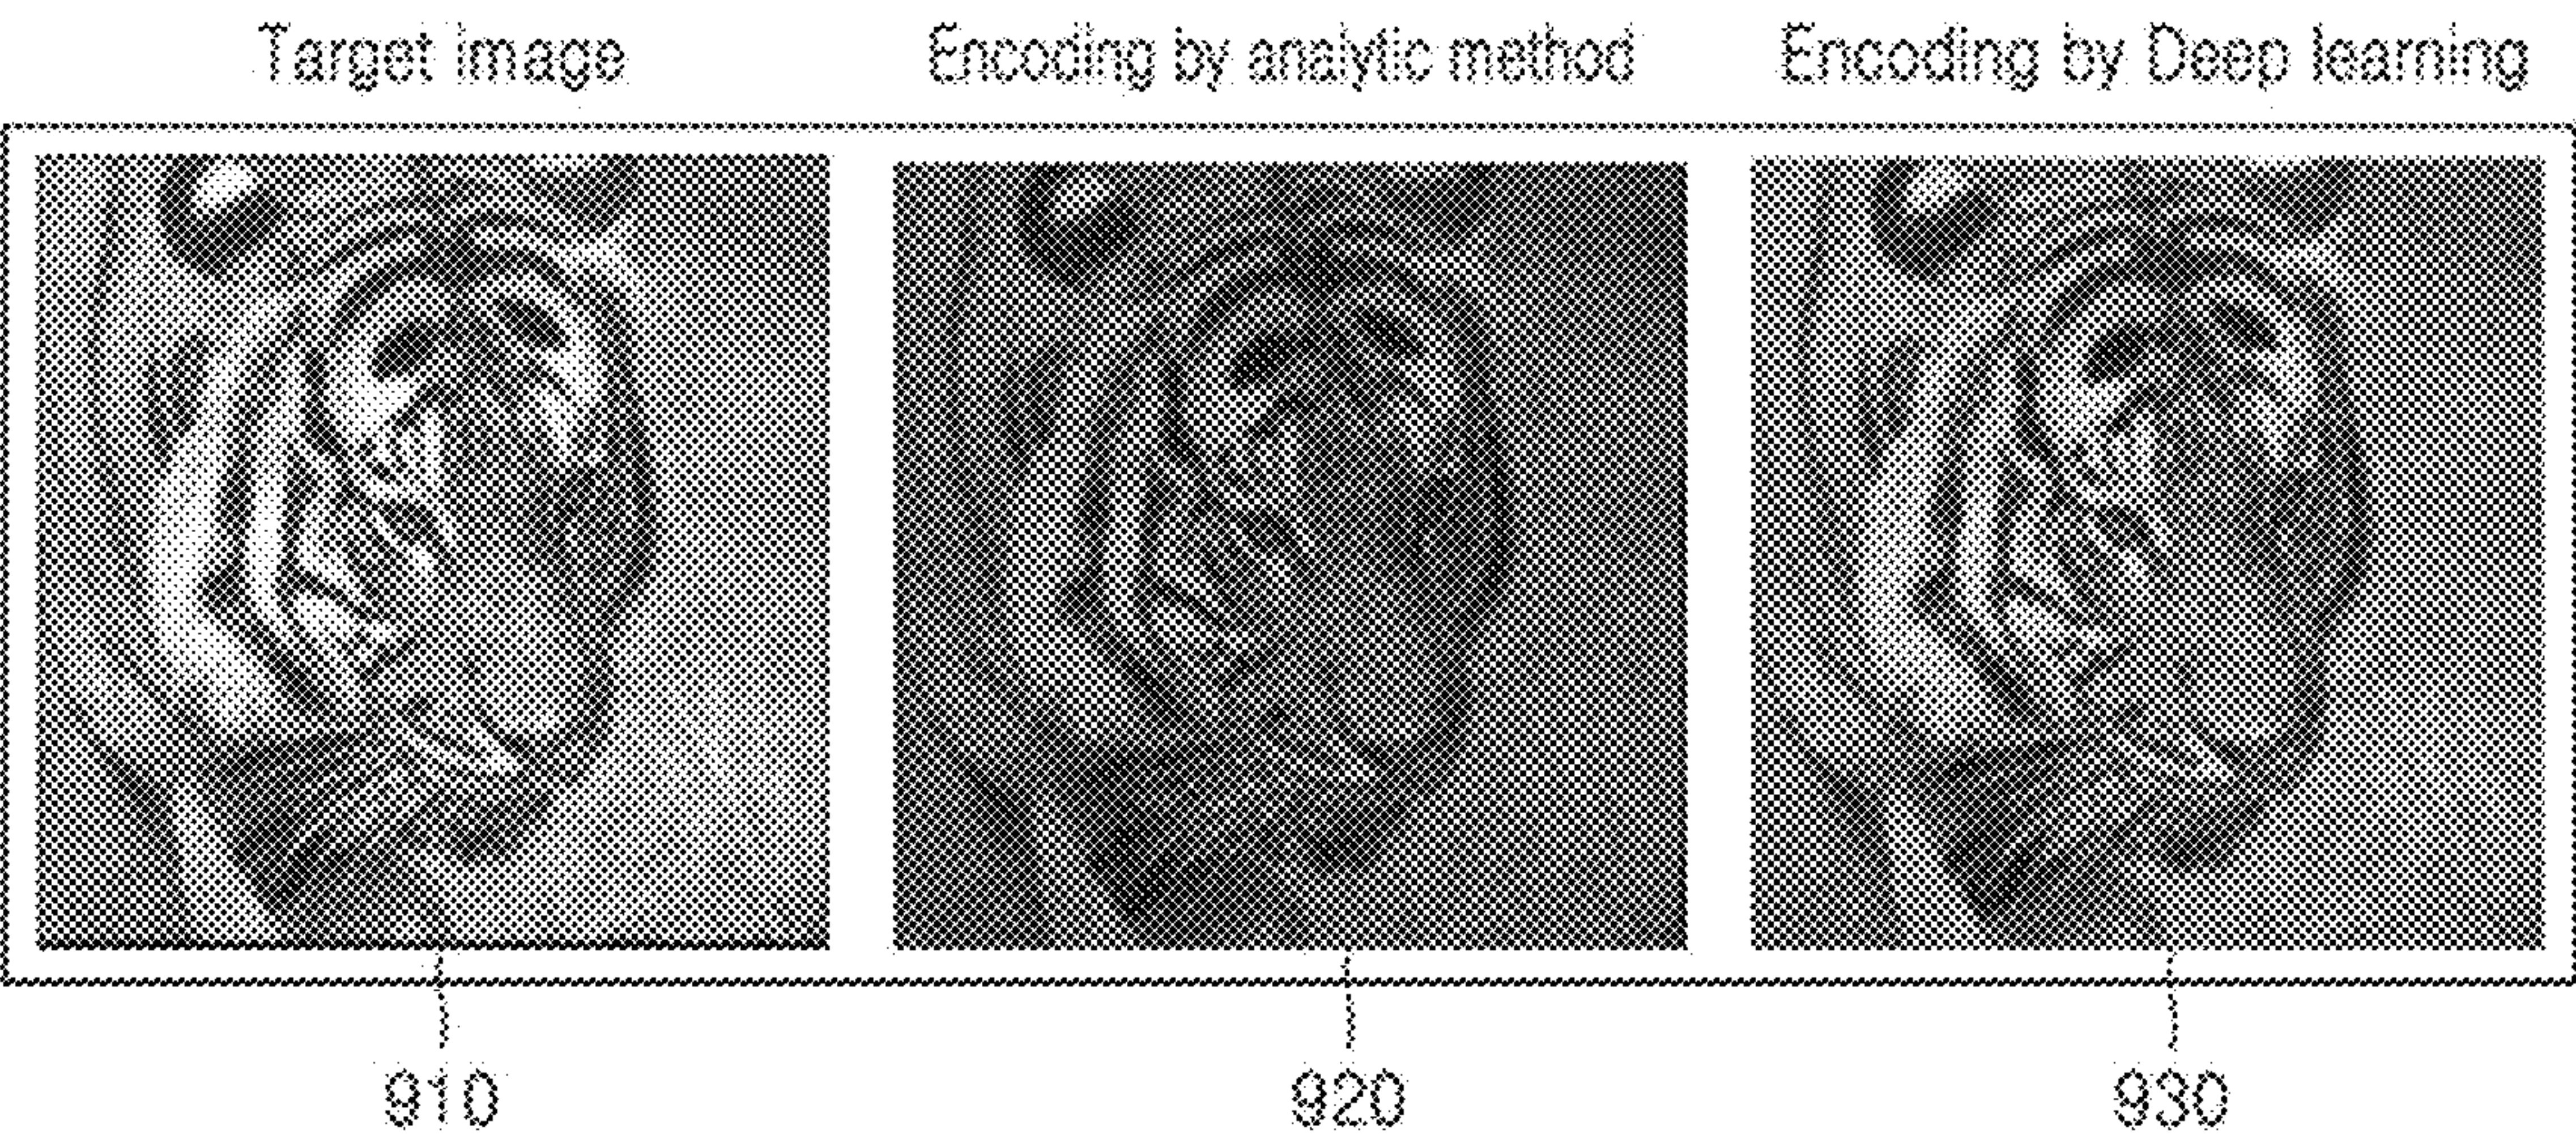 Target image
Encoding by analytic method
Encoding by Deep learning
910
920
930